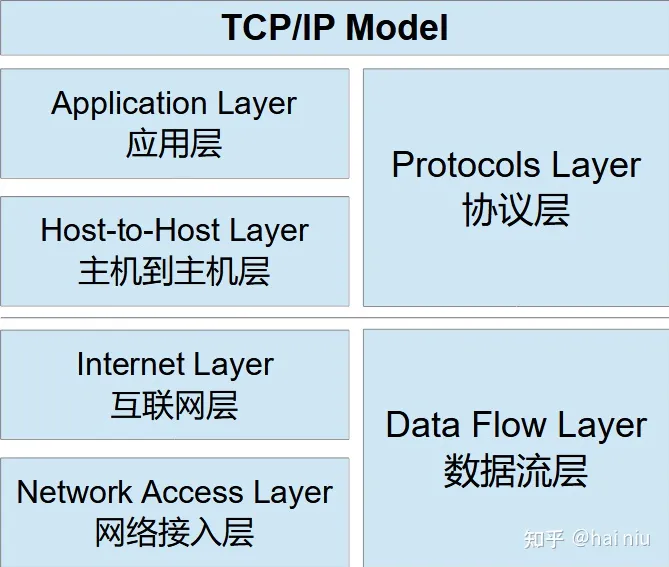 TCP/IP Model
Application Layer
应用层
Host-to-Host Layer
主机到主机层
Protocols Layer
协议层
Internet Layer
互联网层
Network Access Layer
网络接入层
Data Flow Layer
数据流层
知乎 @hai niu